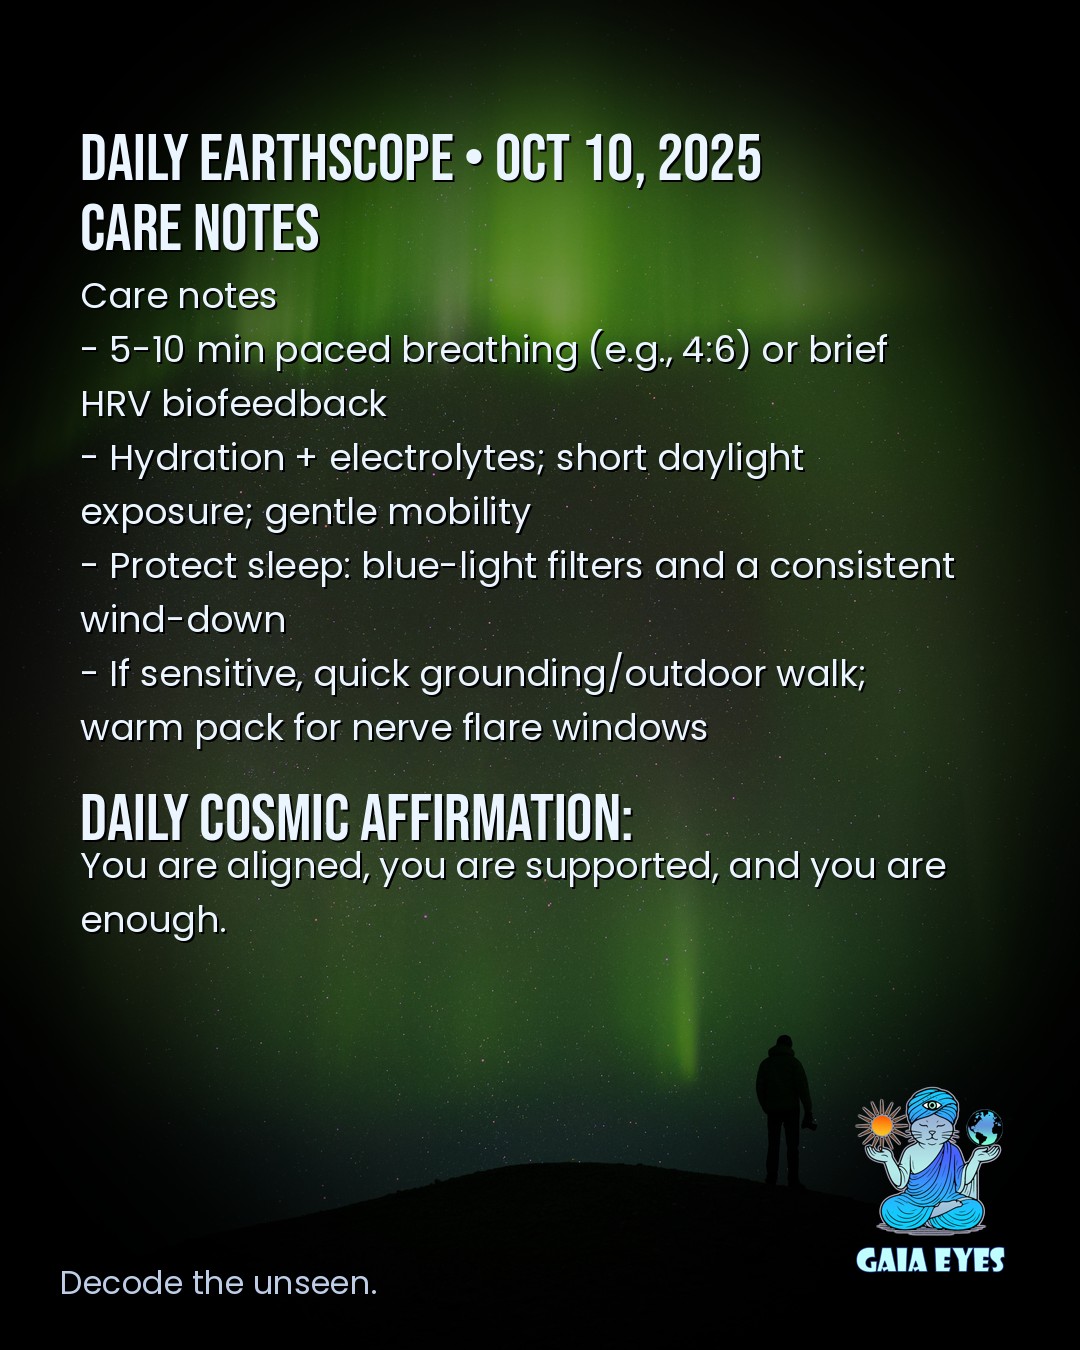 DAILY EARTHSCOPE • OCT 10, 2025
CARE NOTES
Care notes
- 5-10 min paced breathing (e.g., 4:6) or brief
HRV biofeedback
- Hydration + electrolytes; short daylight
exposure; gentle mobility
- Protect sleep: blue-light filters and a consistent
wind-down
- If sensitive, quick grounding/outdoor walk;
warm pack for nerve flare windows
DAILY COSMIC AFFIRMATION:
You are aligned, you are supported, and you are
enough.
GAIA EYES
Decode the unseen.